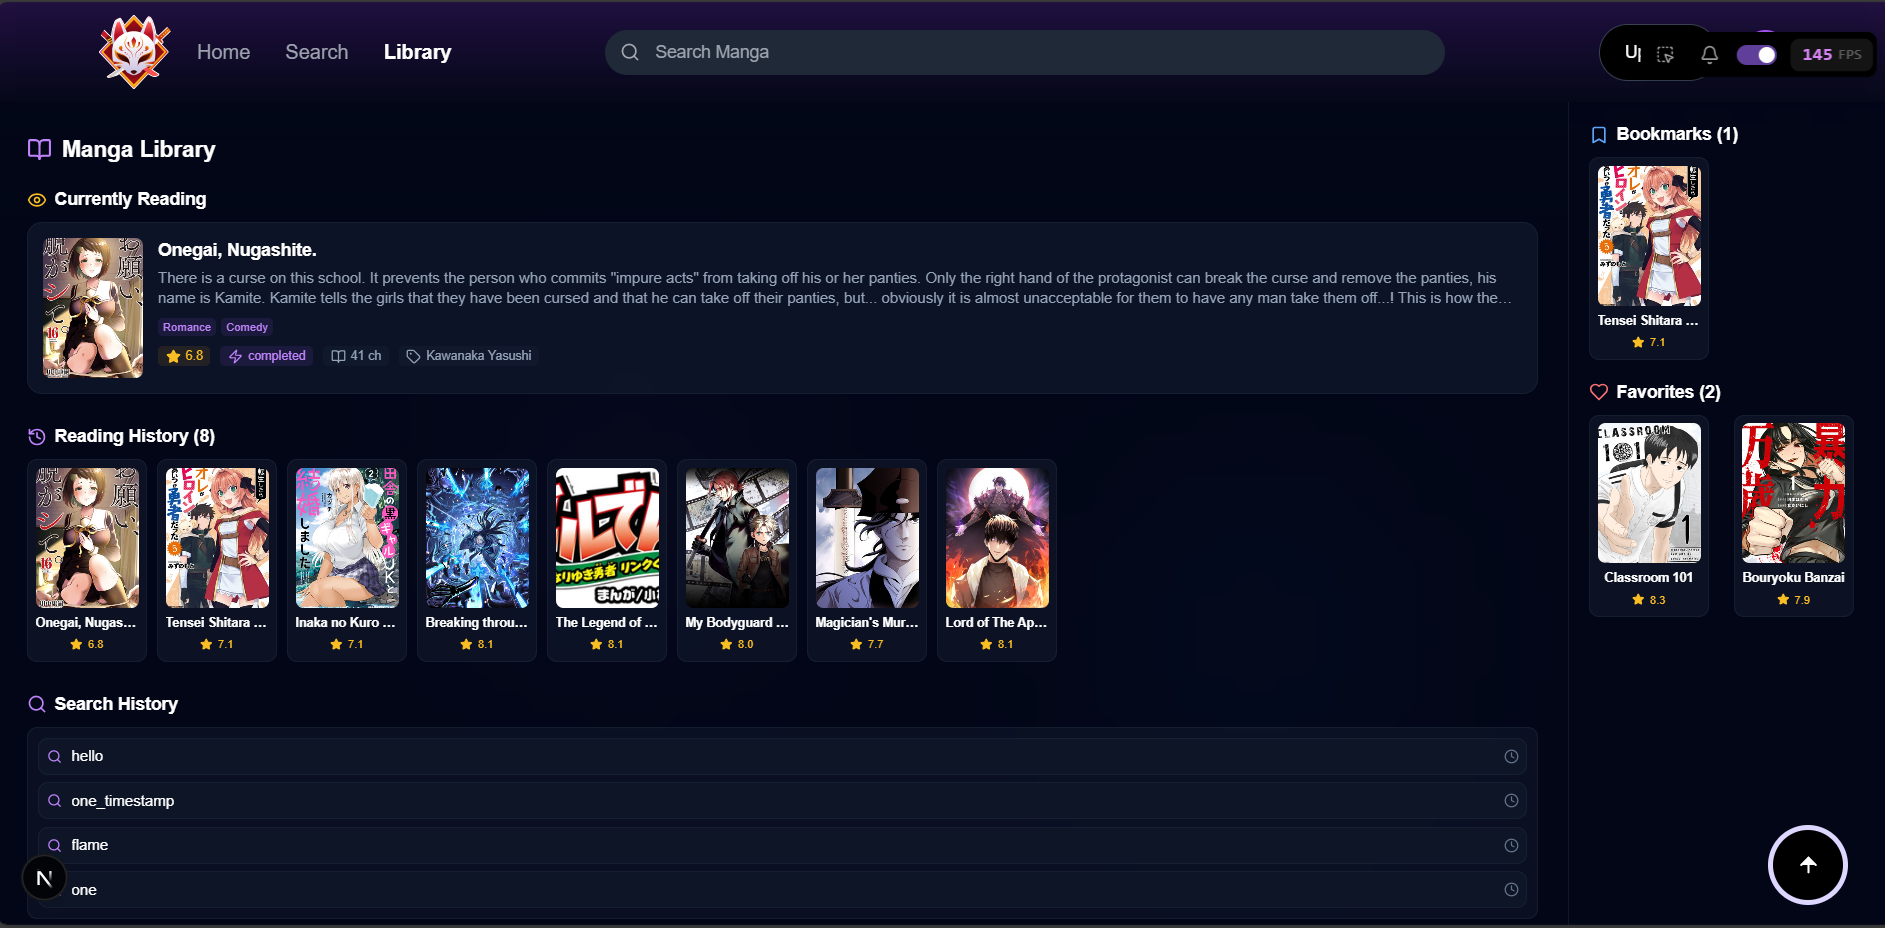 Home
Search
Library
Search Manga
145 FPS
Manga Library
Currently Reading
Onegai, Nugashite.
There is a curse on this school. It prevents the person who commits "impure acts" from taking off his or her panties. Only the right hand of the protagonist can break the curse and remove the panties, his
name is Kamite. Kamite tells the girls that they have been cursed and that he can take off their panties, but... obviously it is almost unacceptable for them to have any man take them off...! This is how the...
Romance
Comedy
6.8
completed
41 ch
Kawanaka Yasushi
Reading History (8)
Onegai, Nugas...
6.8
Tensei Shitara ...
7.1
Inaka no Kuro ...
7.1
Breaking throu...
8.1
The Legend of ...
8.1
My Bodyguard ...
8.0
Magician's Mur...
7.7
Lord of The Ap...
8.1
Search History
hello
one_timestamp
flame
one
N
Bookmarks (1)
Tensei Shitara ...
7.1
Favorites (2)
CLASSROOM
101
1
Classroom 101
8.3
暴力
万歳
1
Bouryoku Banzai
7.9